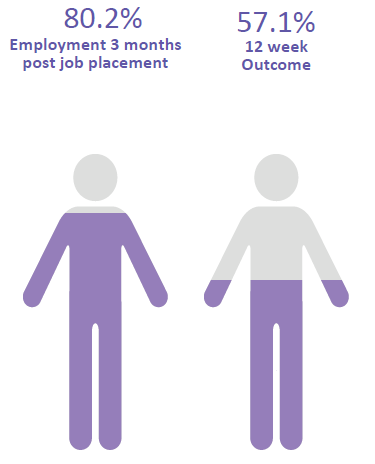 80.2%
Employment 3 months
post job placement
57.1%
12 week
Outcome